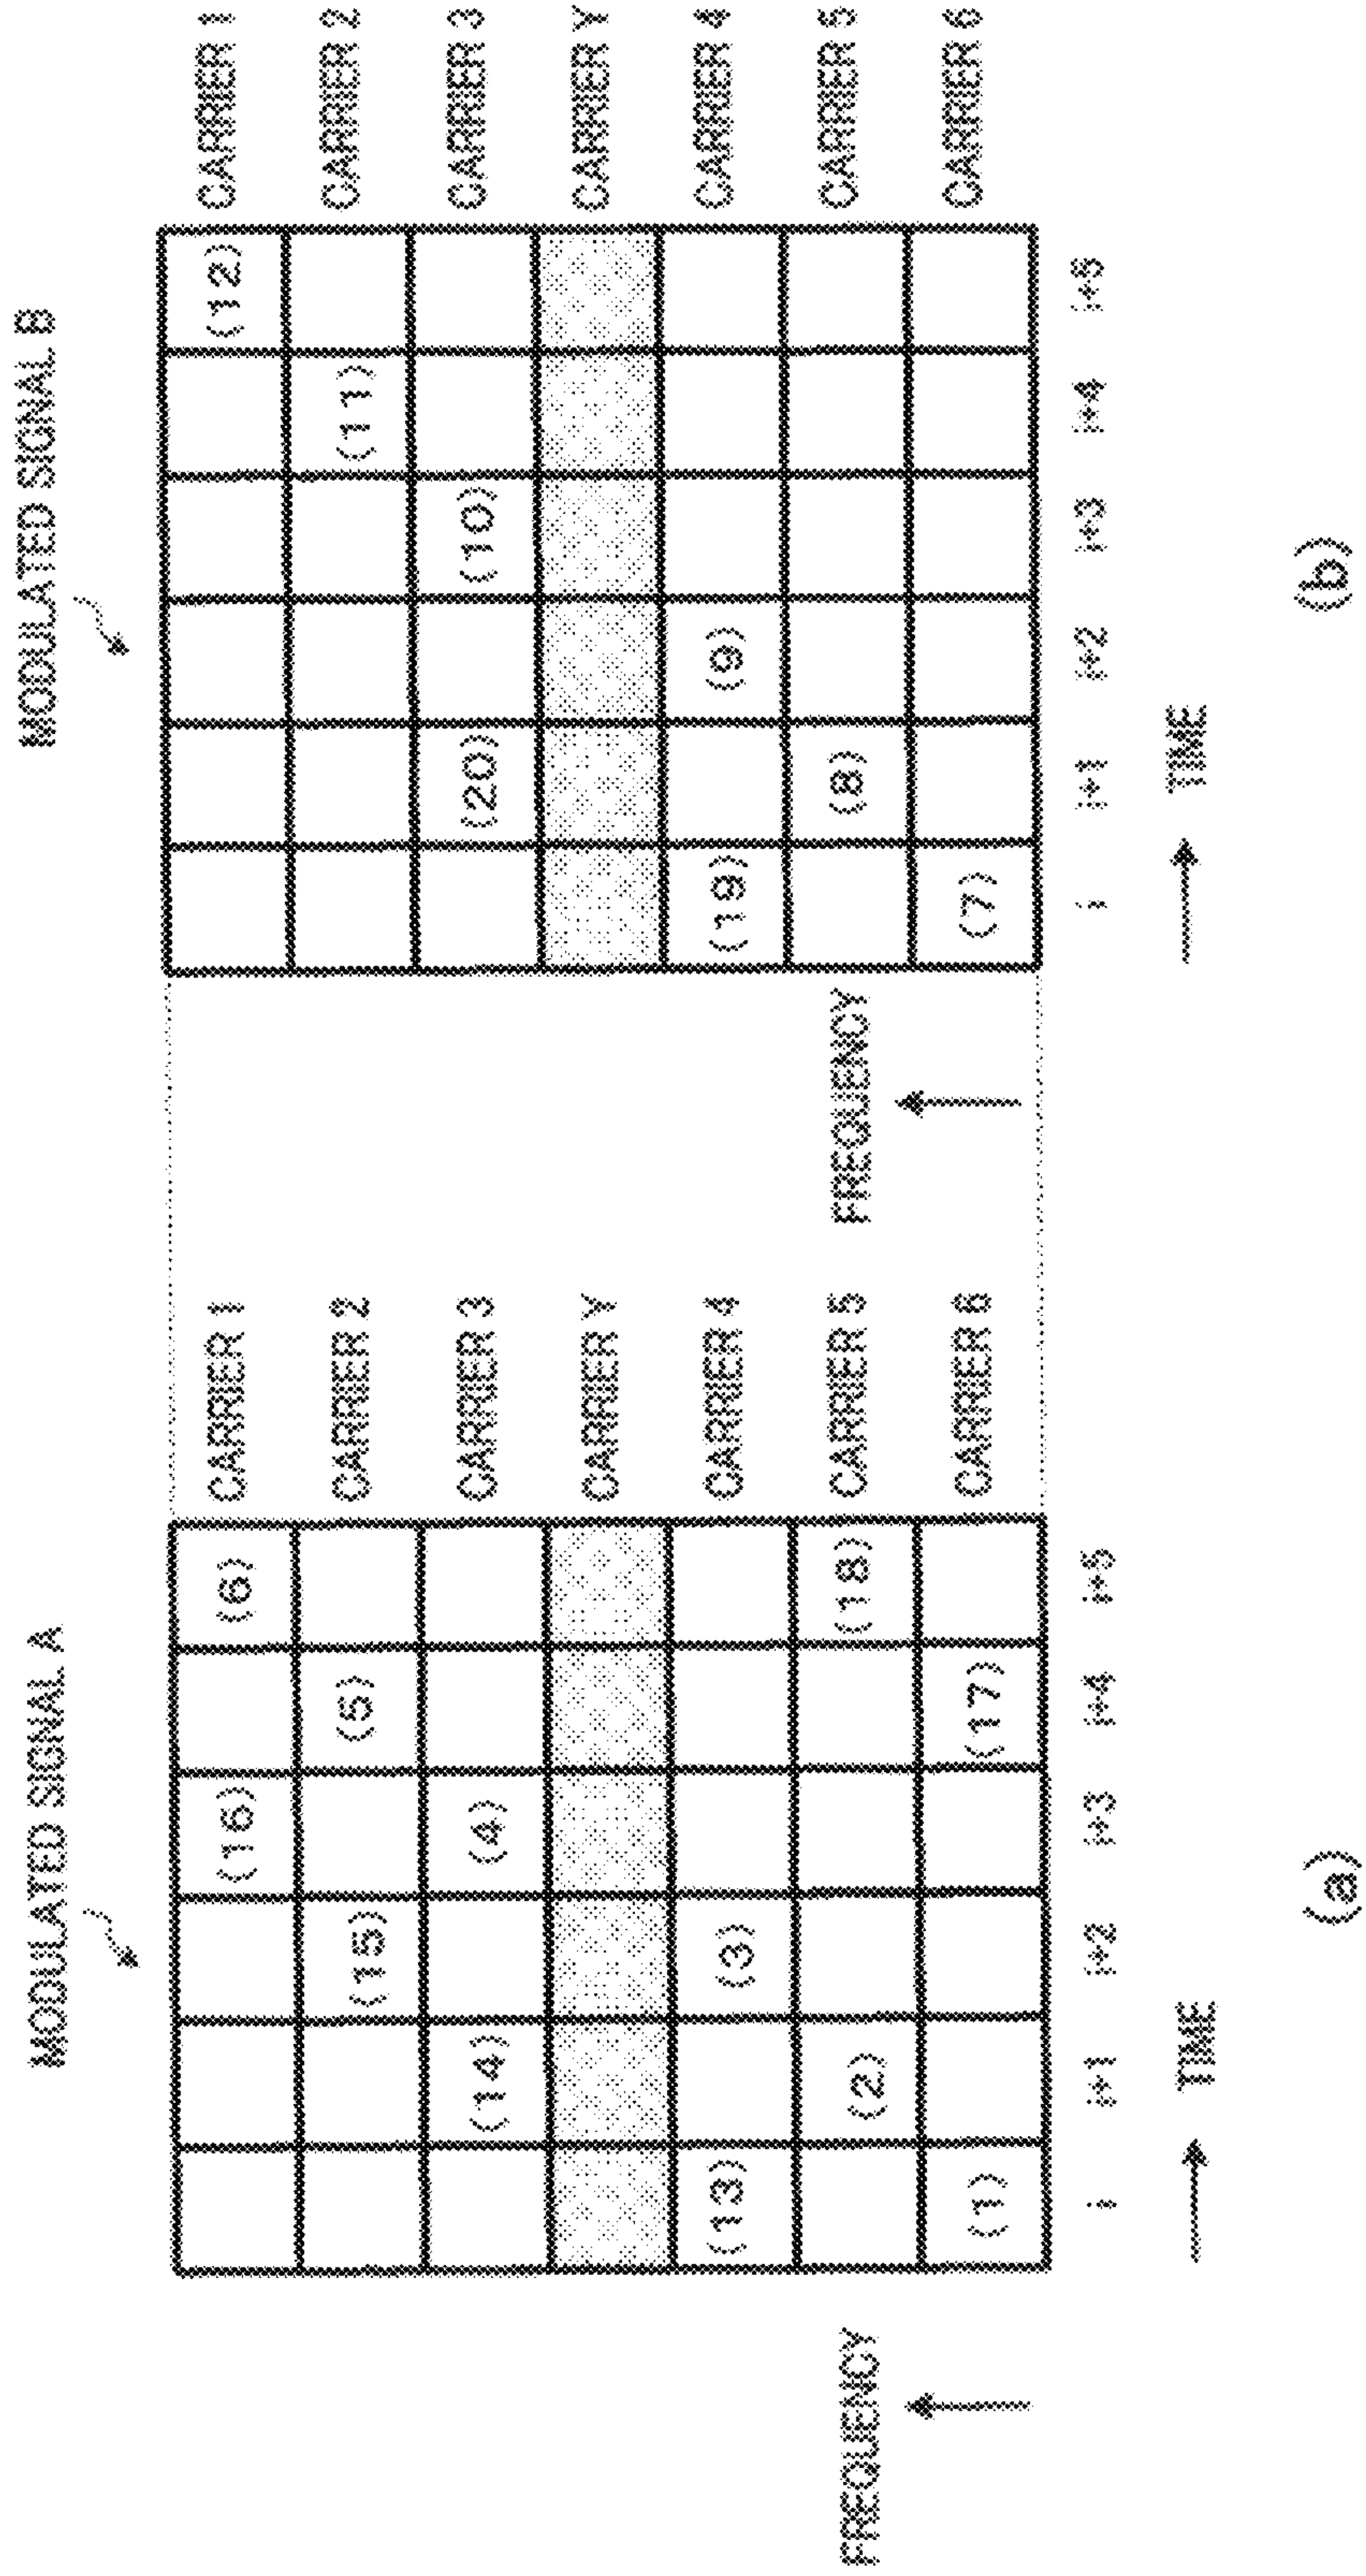 MODULATED SIGNAL A
(16) (6) CARRIER 1
(15) (5) CARRIER 2
(14) (4) CARRIER 3
CARRIER Y
(13) (3) CARRIER 4
FREQUENCY (2) (18) CARRIER 5
(1) (17) CARRIER 6
i i+1 i+2 i+3 i+4 i+5
TIME
(a)
MODULATED SIGNAL B
(12) CARRIER 1
(11) CARRIER 2
(20) (10) CARRIER 3
CARRIER Y
(19) (9) CARRIER 4
FREQUENCY (8) CARRIER 5
(7) CARRIER 6
i i+1 i+2 i+3 i+4 i+5
TIME
(b)